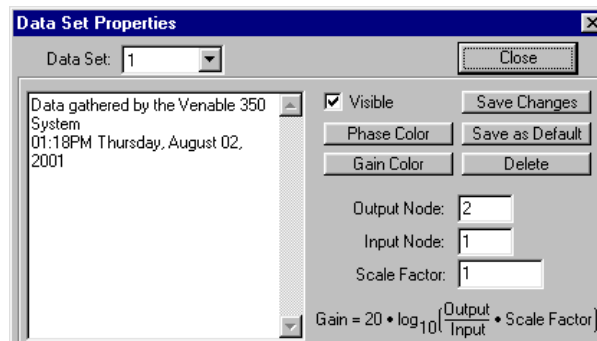 Data Set Properties
Data Set: 1
Close
Data gathered by the Venable 350
System
01:18PM Thursday, August 02,
2001
Visible
Save Changes
Phase Color
Save as Default
Gain Color
Delete
Output Node: 2
Input Node: 1
Scale Factor: 1
Gain = 20 • log10(Output/Input • Scale Factor)